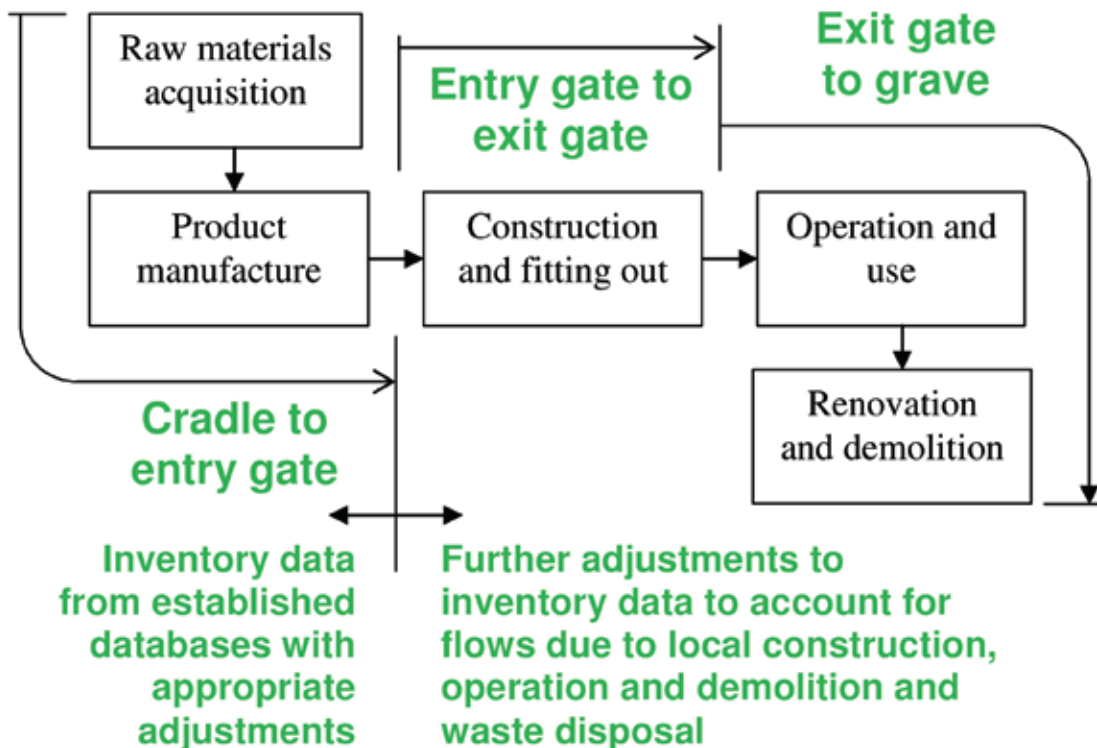 Raw materials
acquisition
Entry gate to
exit gate
Exit gate
to grave
Product
manufacture
Construction
and fitting out
Operation and
use
Renovation
and demolition
Cradle to
entry gate
Inventory data
from established
databases with
appropriate
adjustments
Further adjustments to
inventory data to account for
flows due to local construction,
operation and demolition and
waste disposal